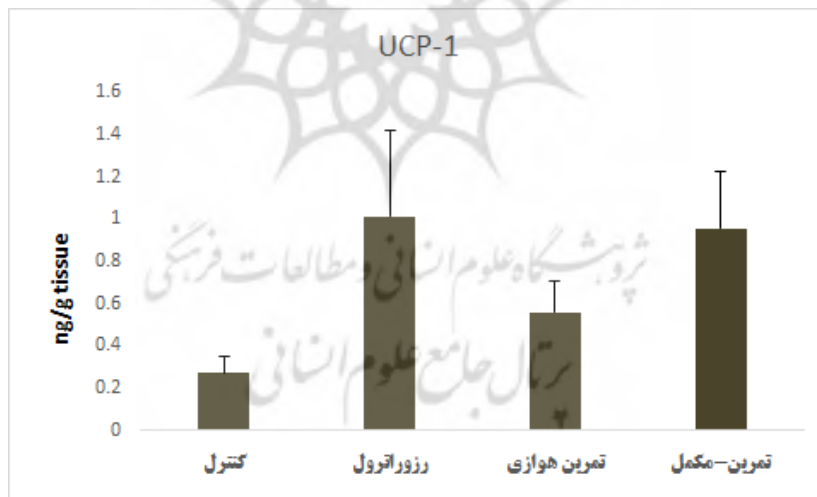 UCP-1
1.6
1.4
1.2
1
0.8
0.6
0.4
0.2
0
ng/g tissue
پژوهشگاه علوم انسانی و مطالعات فرهنگی
پرتال جامع علوم انسانی
کنترل
رزوراترول
تمرین هوازی
تمرین-مکمل